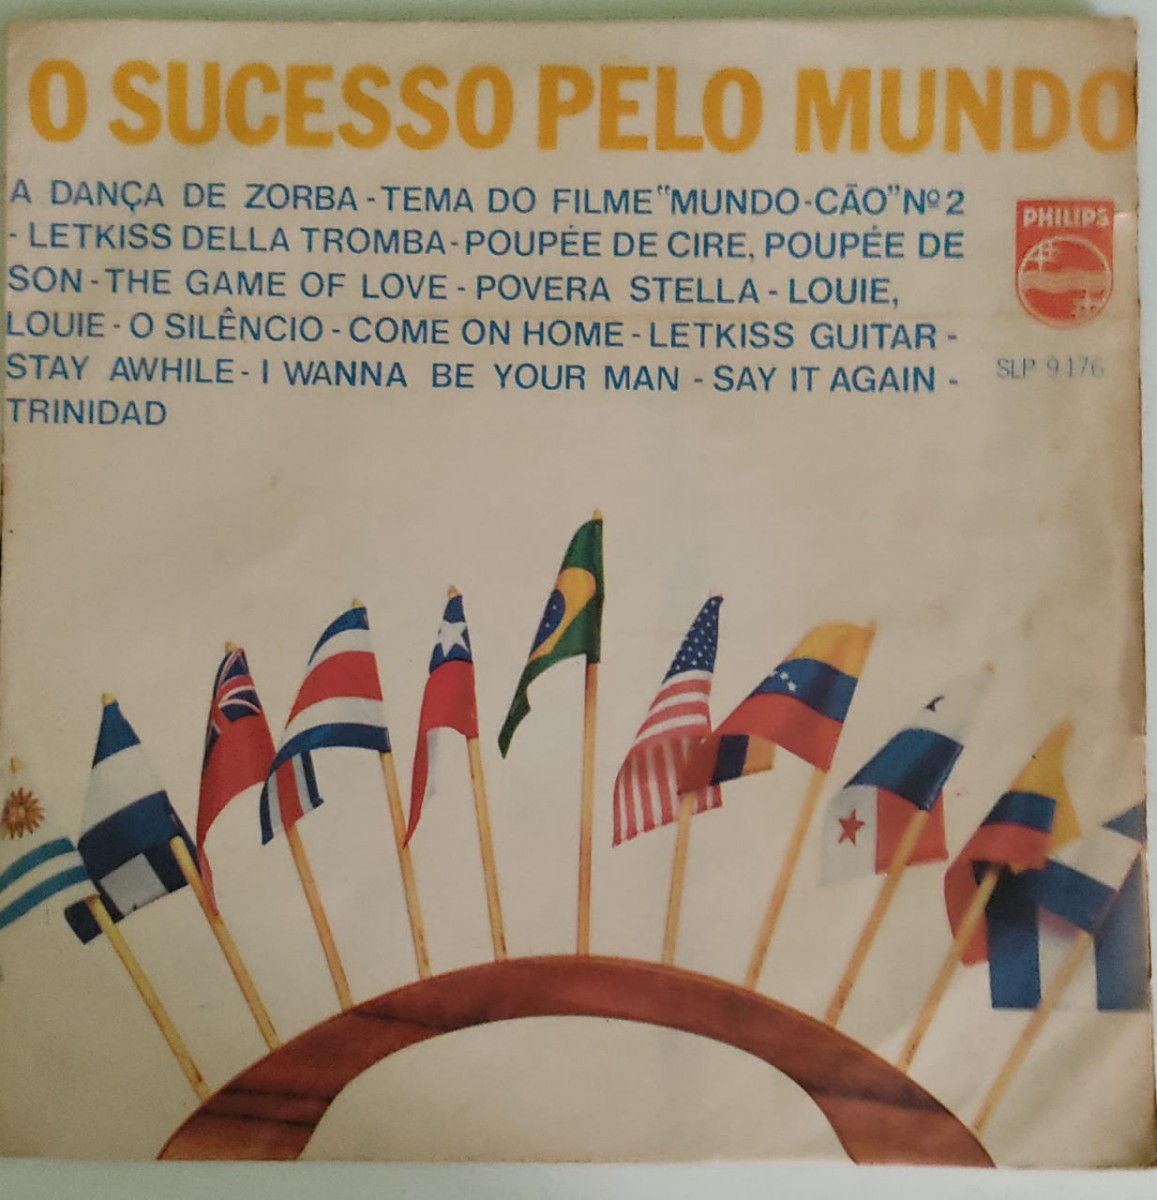 O SUCESSO PELO MUNDO
A DANÇA DE ZORBA - TEMA DO FILME "MUNDO-CÃO" Nº 2
- LETKISS DELLA TROMBA - POUPÉE DE CIRE, POUPÉE DE
SON - THE GAME OF LOVE - POVERA STELLA - LOUIE,
LOUIE - O SILÊNCIO - COME ON HOME - LETKISS GUITAR -
STAY AWHILE - I WANNA BE YOUR MAN - SAY IT AGAIN -
TRINIDAD
PHILIPS
SLP 9176